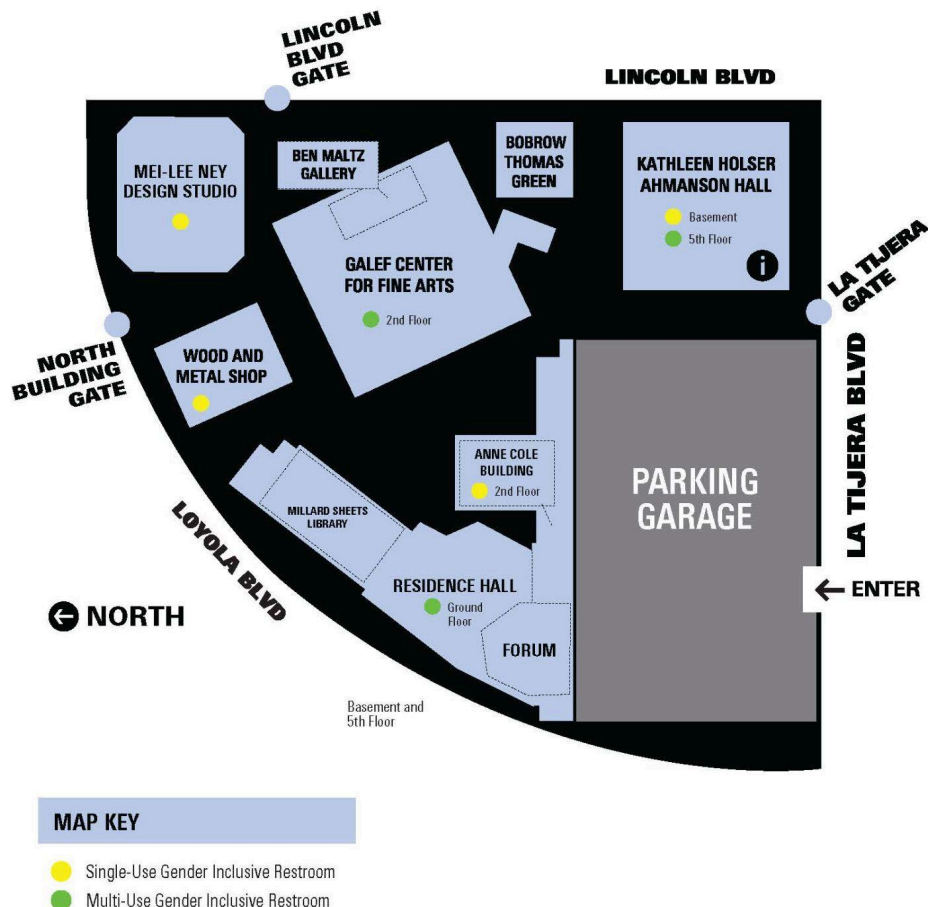 LINCOLN
BLVD
GATE
LINCOLN BLVD
MEI-LEE NEY
DESIGN STUDIO
BEN MALTZ
GALLERY
BOBROW
THOMAS
GREEN
KATHLEEN HOLSER
AHMANSON HALL
Basement
5th Floor
i
GALEF CENTER
FOR FINE ARTS
2nd Floor
LA TIJERA
GATE
NORTH
BUILDING
GATE
WOOD AND
METAL SHOP
LA TIJERA BLVD
ANNE COLE
BUILDING
2nd Floor
PARKING
GARAGE
MILLARD SHEETS
LIBRARY
LOYOLA BLVD
RESIDENCE HALL
Ground
Floor
FORUM
ENTER
NORTH
Basement and
5th Floor
MAP KEY
Single-Use Gender Inclusive Restroom
Multi-Use Gender Inclusive Restroom